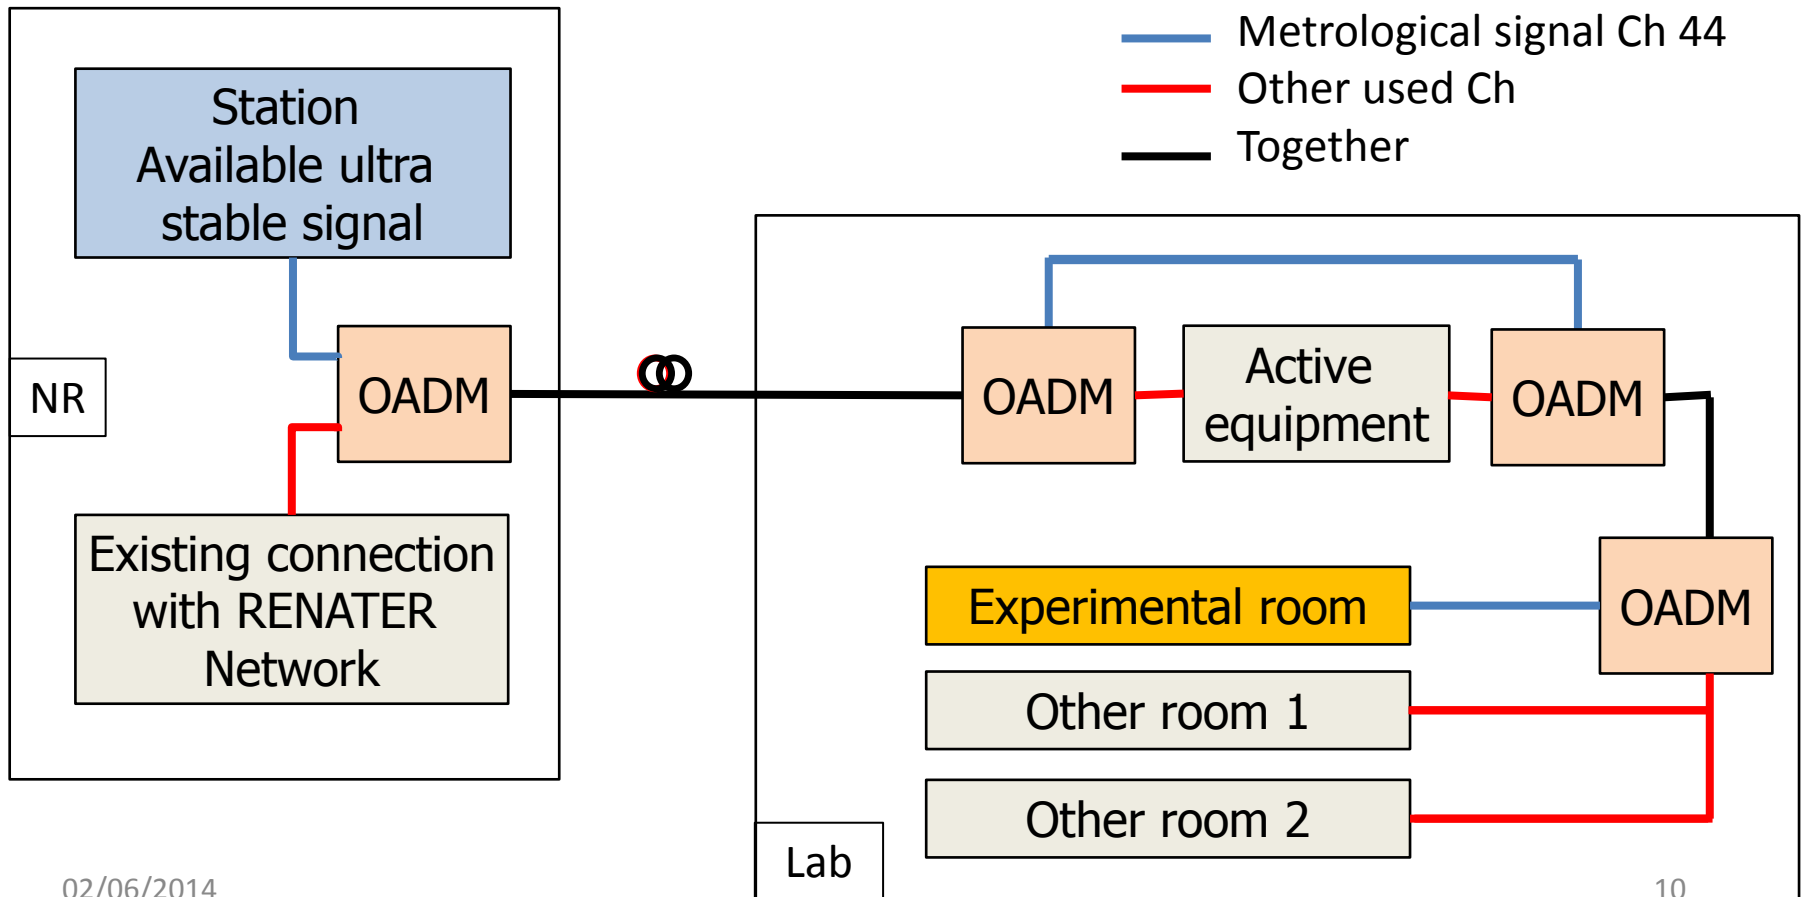 Metrological signal Ch 44
Other used Ch
Together
Station
Available ultra
stable signal
NR
OADM
Existing connection
with RENATER
Network
OADM
Active
equipment
OADM
Experimental room
OADM
Other room 1
Other room 2
Lab
02/06/2014
10